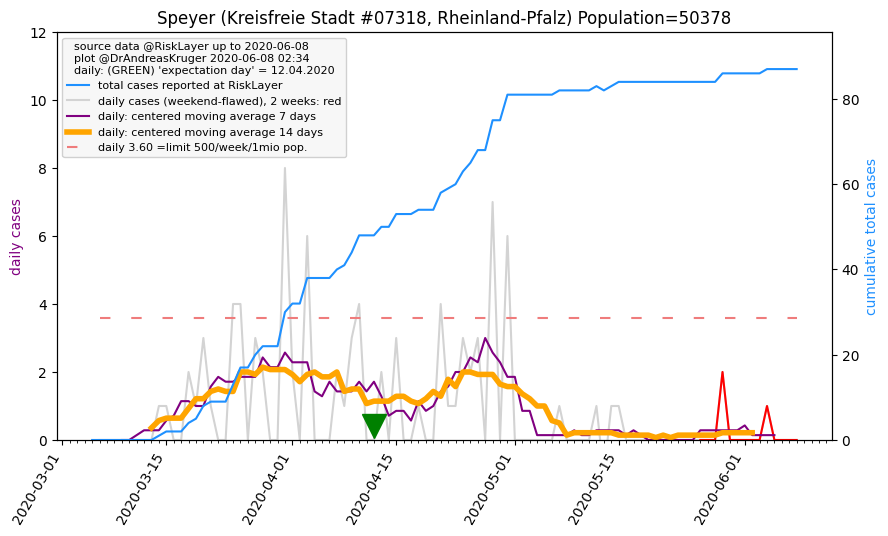 Speyer (Kreisfreie Stadt #07318, Rheinland-Pfalz) Population=50378
source data @RiskLayer up to 2020-06-08
plot @DrAndreasKruger 2020-06-08 02:34
daily: (GREEN) 'expectation day' = 12.04.2020
total cases reported at RiskLayer
daily cases (weekend-flawed), 2 weeks: red
daily: centered moving average 7 days
daily: centered moving average 14 days
daily 3.60 =limit 500/week/1mio pop.
daily cases
12
10
8
6
4
2
0
cumulative total cases
80
60
40
20
0
2020-03-01
2020-03-15
2020-04-01
2020-04-15
2020-05-01
2020-05-15
2020-06-01